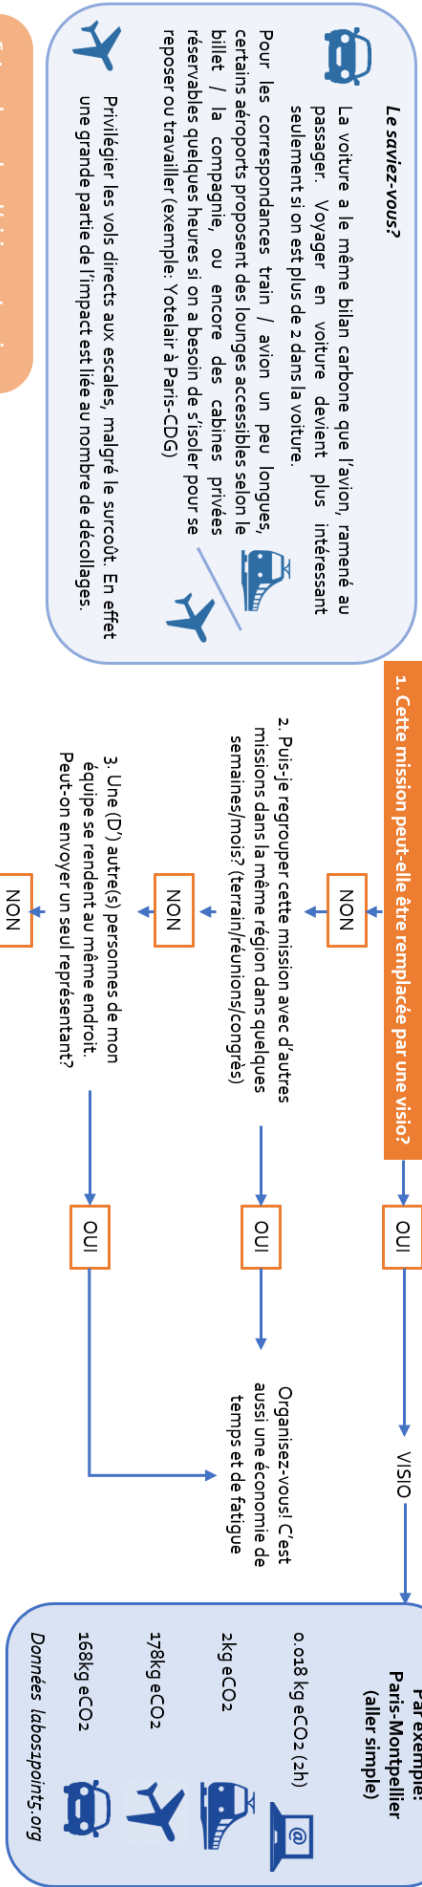 Le saviez-vous?
La voiture a le même bilan carbone que l'avion, ramené au
passager. Voyager en voiture devient plus intéressant
seulement si on est plus de 2 dans la voiture.
Pour les correspondances train / avion un peu longues,
certains aéroports proposent des lounges accessibles selon le
billet / la compagnie, ou encore des cabines privées
réservables quelques heures si on a besoin de s'isoler pour se
reposer ou travailler (exemple: Yotelair à Paris-CDG)
Privilégier les vols directs aux escales, malgré le surcoût. En effet
une grande partie de l'impact est liée au nombre de décollages.
1. Cette mission peut-elle être remplacée par une visio?
OUI
VISIO
NON
2. Puis-je regrouper cette mission avec d'autres
missions dans la même région dans quelques
semaines/mois? (terrain/réunions/congrès)
OUI
Organisez-vous! C'est
aussi une économie de
temps et de fatigue
NON
3. Une (D') autre(s) personnes de mon
équipe se rendent au même endroit.
Peut-on envoyer un seul représentant?
OUI
NON
Par exemple:
Paris-Montpellier
(aller simple)
0.018 kg eCO2 (2h)
@
2kg eCO2
178kg eCO2
168kg eCO2
Données labos1point5.org